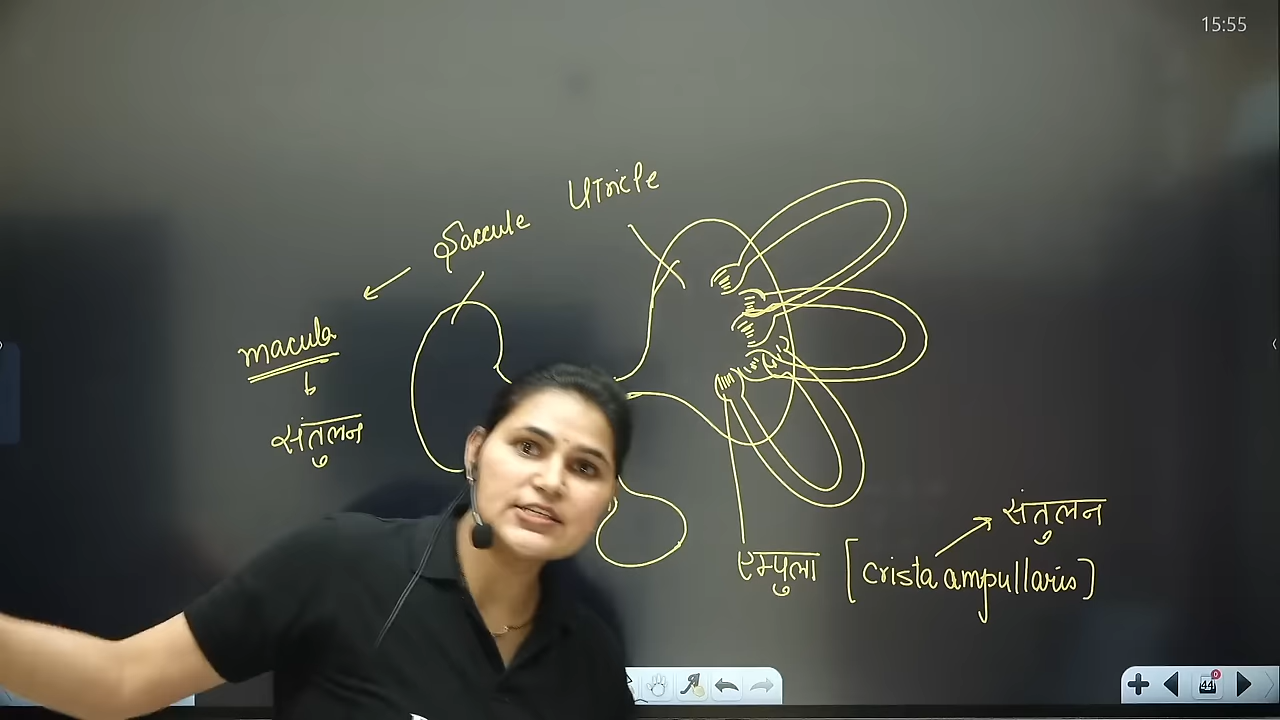 15:55
Utricle
Saccule
macula
संतुलन
संतुलन
एम्पुला [crista ampullaris]